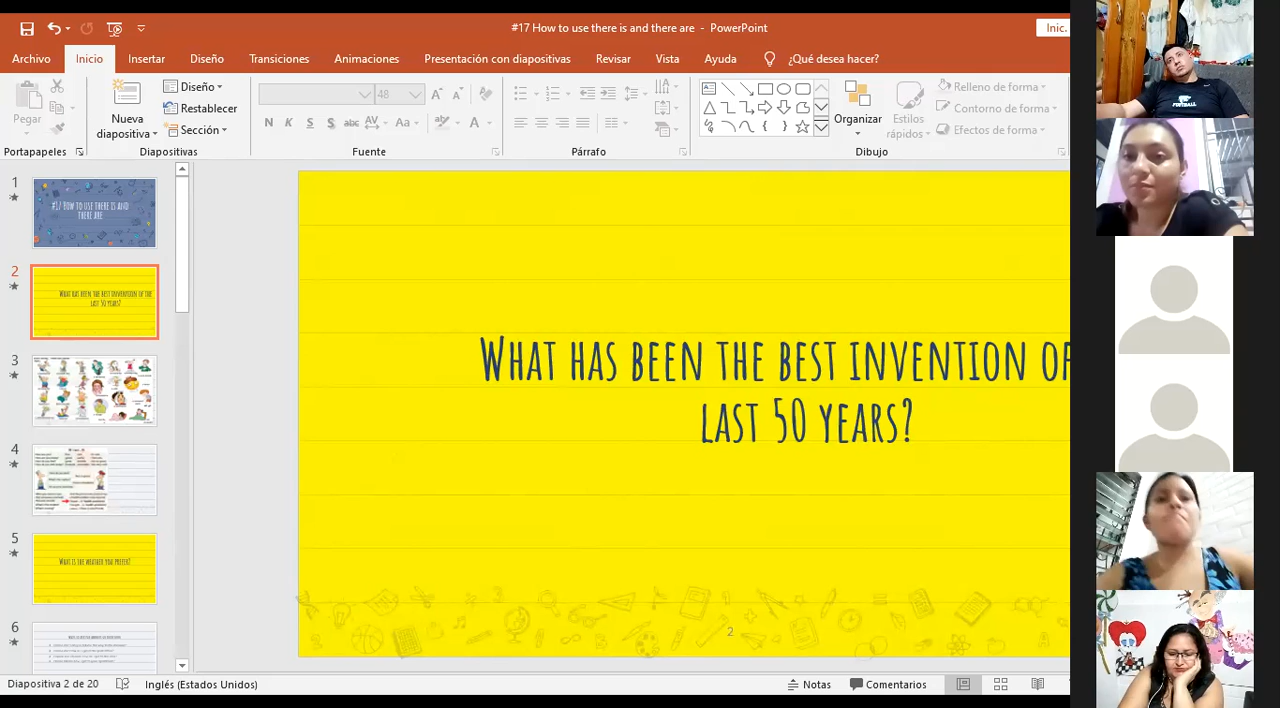 #17 How to use there is and there are - PowerPoint
Inic.
Archivo Inicio Insertar Diseño Transiciones Animaciones Presentación con diapositivas Revisar Vista Ayuda ¿Qué desea hacer?
Pegar
Portapapeles
Nueva diapositiva
Diseño
Restablecer
Sección
Diapositivas
48
N K S S abc AV Aa A
Fuente
Párrafo
Organizar
Estilos rápidos
Relleno de forma
Contorno de forma
Efectos de forma
Dibujo
1
#17 How to use there is and
there are
2
What has been the best invention of the
last 50 years?
3
4
5
What is the weather you prefer?
6
What has been the best invention of
last 50 years?
2
FOOTBALL
Diapositiva 2 de 20 Inglés (Estados Unidos) Notas Comentarios